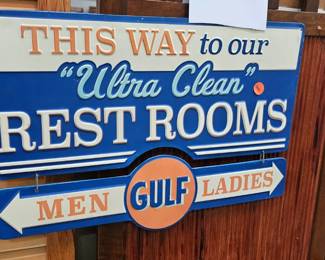 THIS WAY to our
"Ultra Clean"
REST ROOMS
MEN GULF LADIES